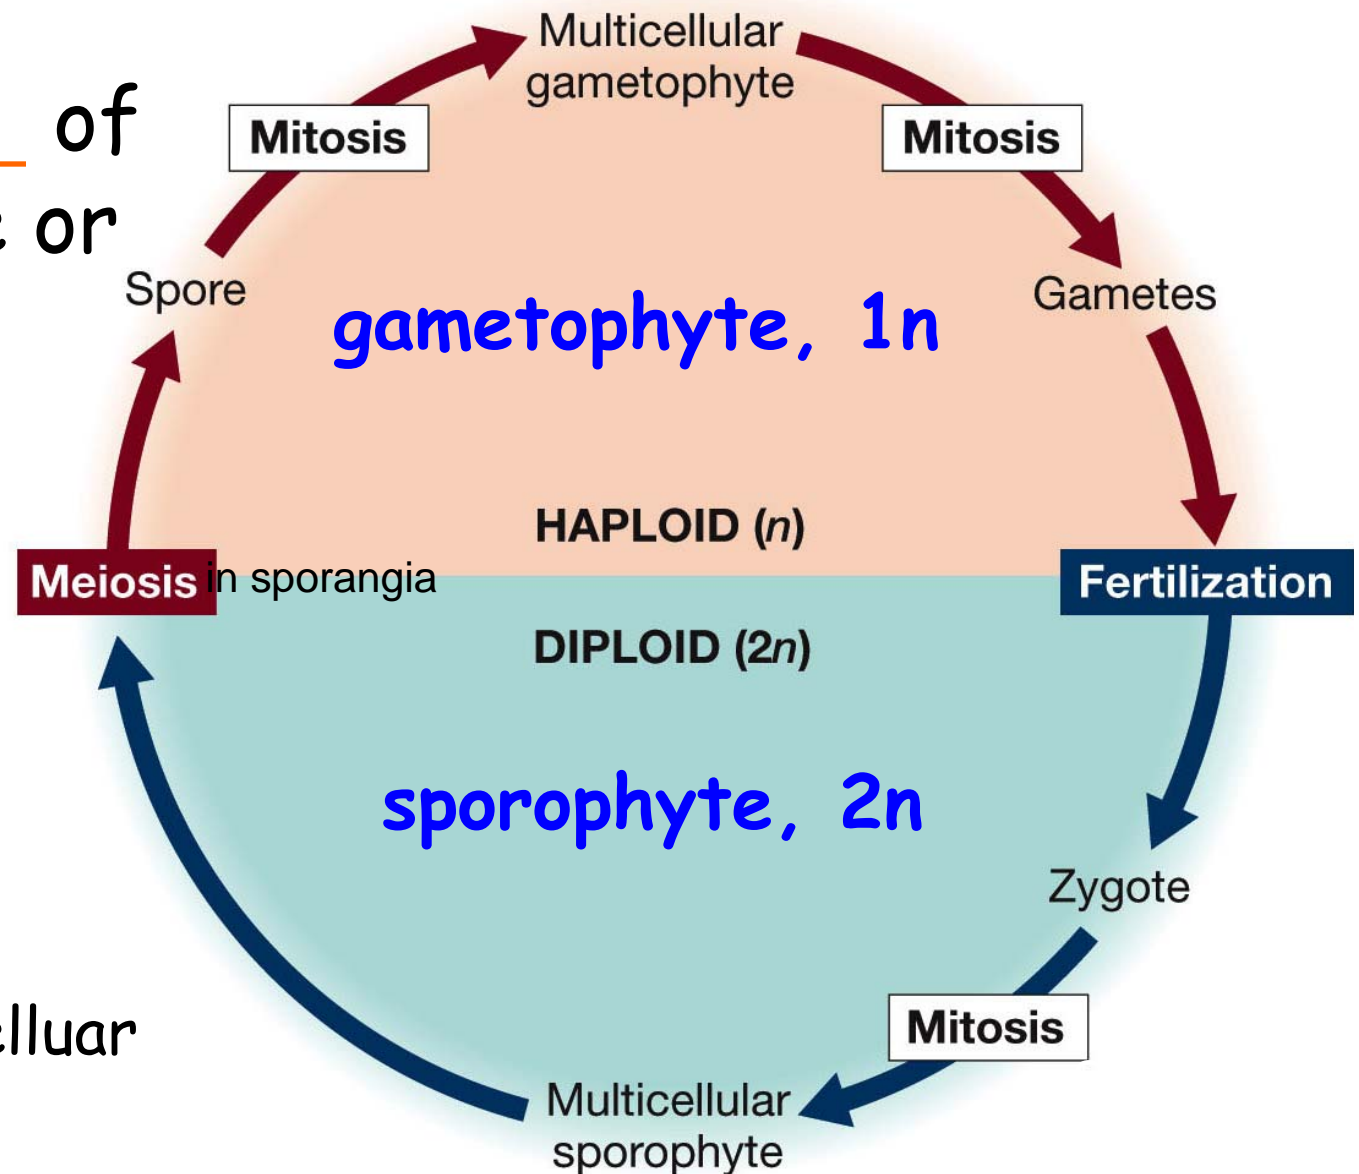 Multicellular
gametophyte
of
Mitosis
Mitosis
or
Spore
Gametes
gametophyte, 1n
HAPLOID (n)
Meiosis in sporangia
Fertilization
DIPLOID (2n)
sporophyte, 2n
Zygote
Mitosis
Multicellular
sporophyte